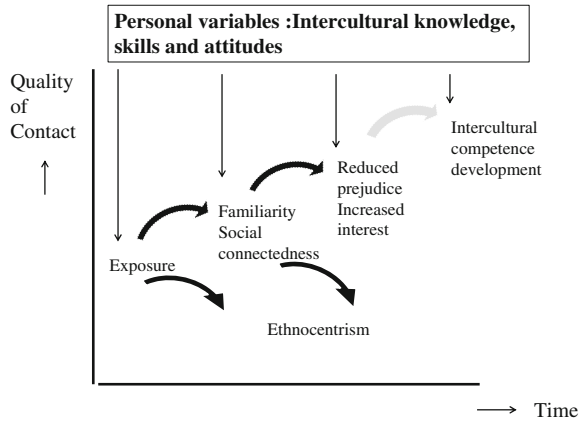 Personal variables :Intercultural knowledge,
skills and attitudes
Quality
of
Contact
Intercultural
competence
development
Reduced
prejudice
Increased
interest
Familiarity
Social
connectedness
Exposure
Ethnocentrism
Time